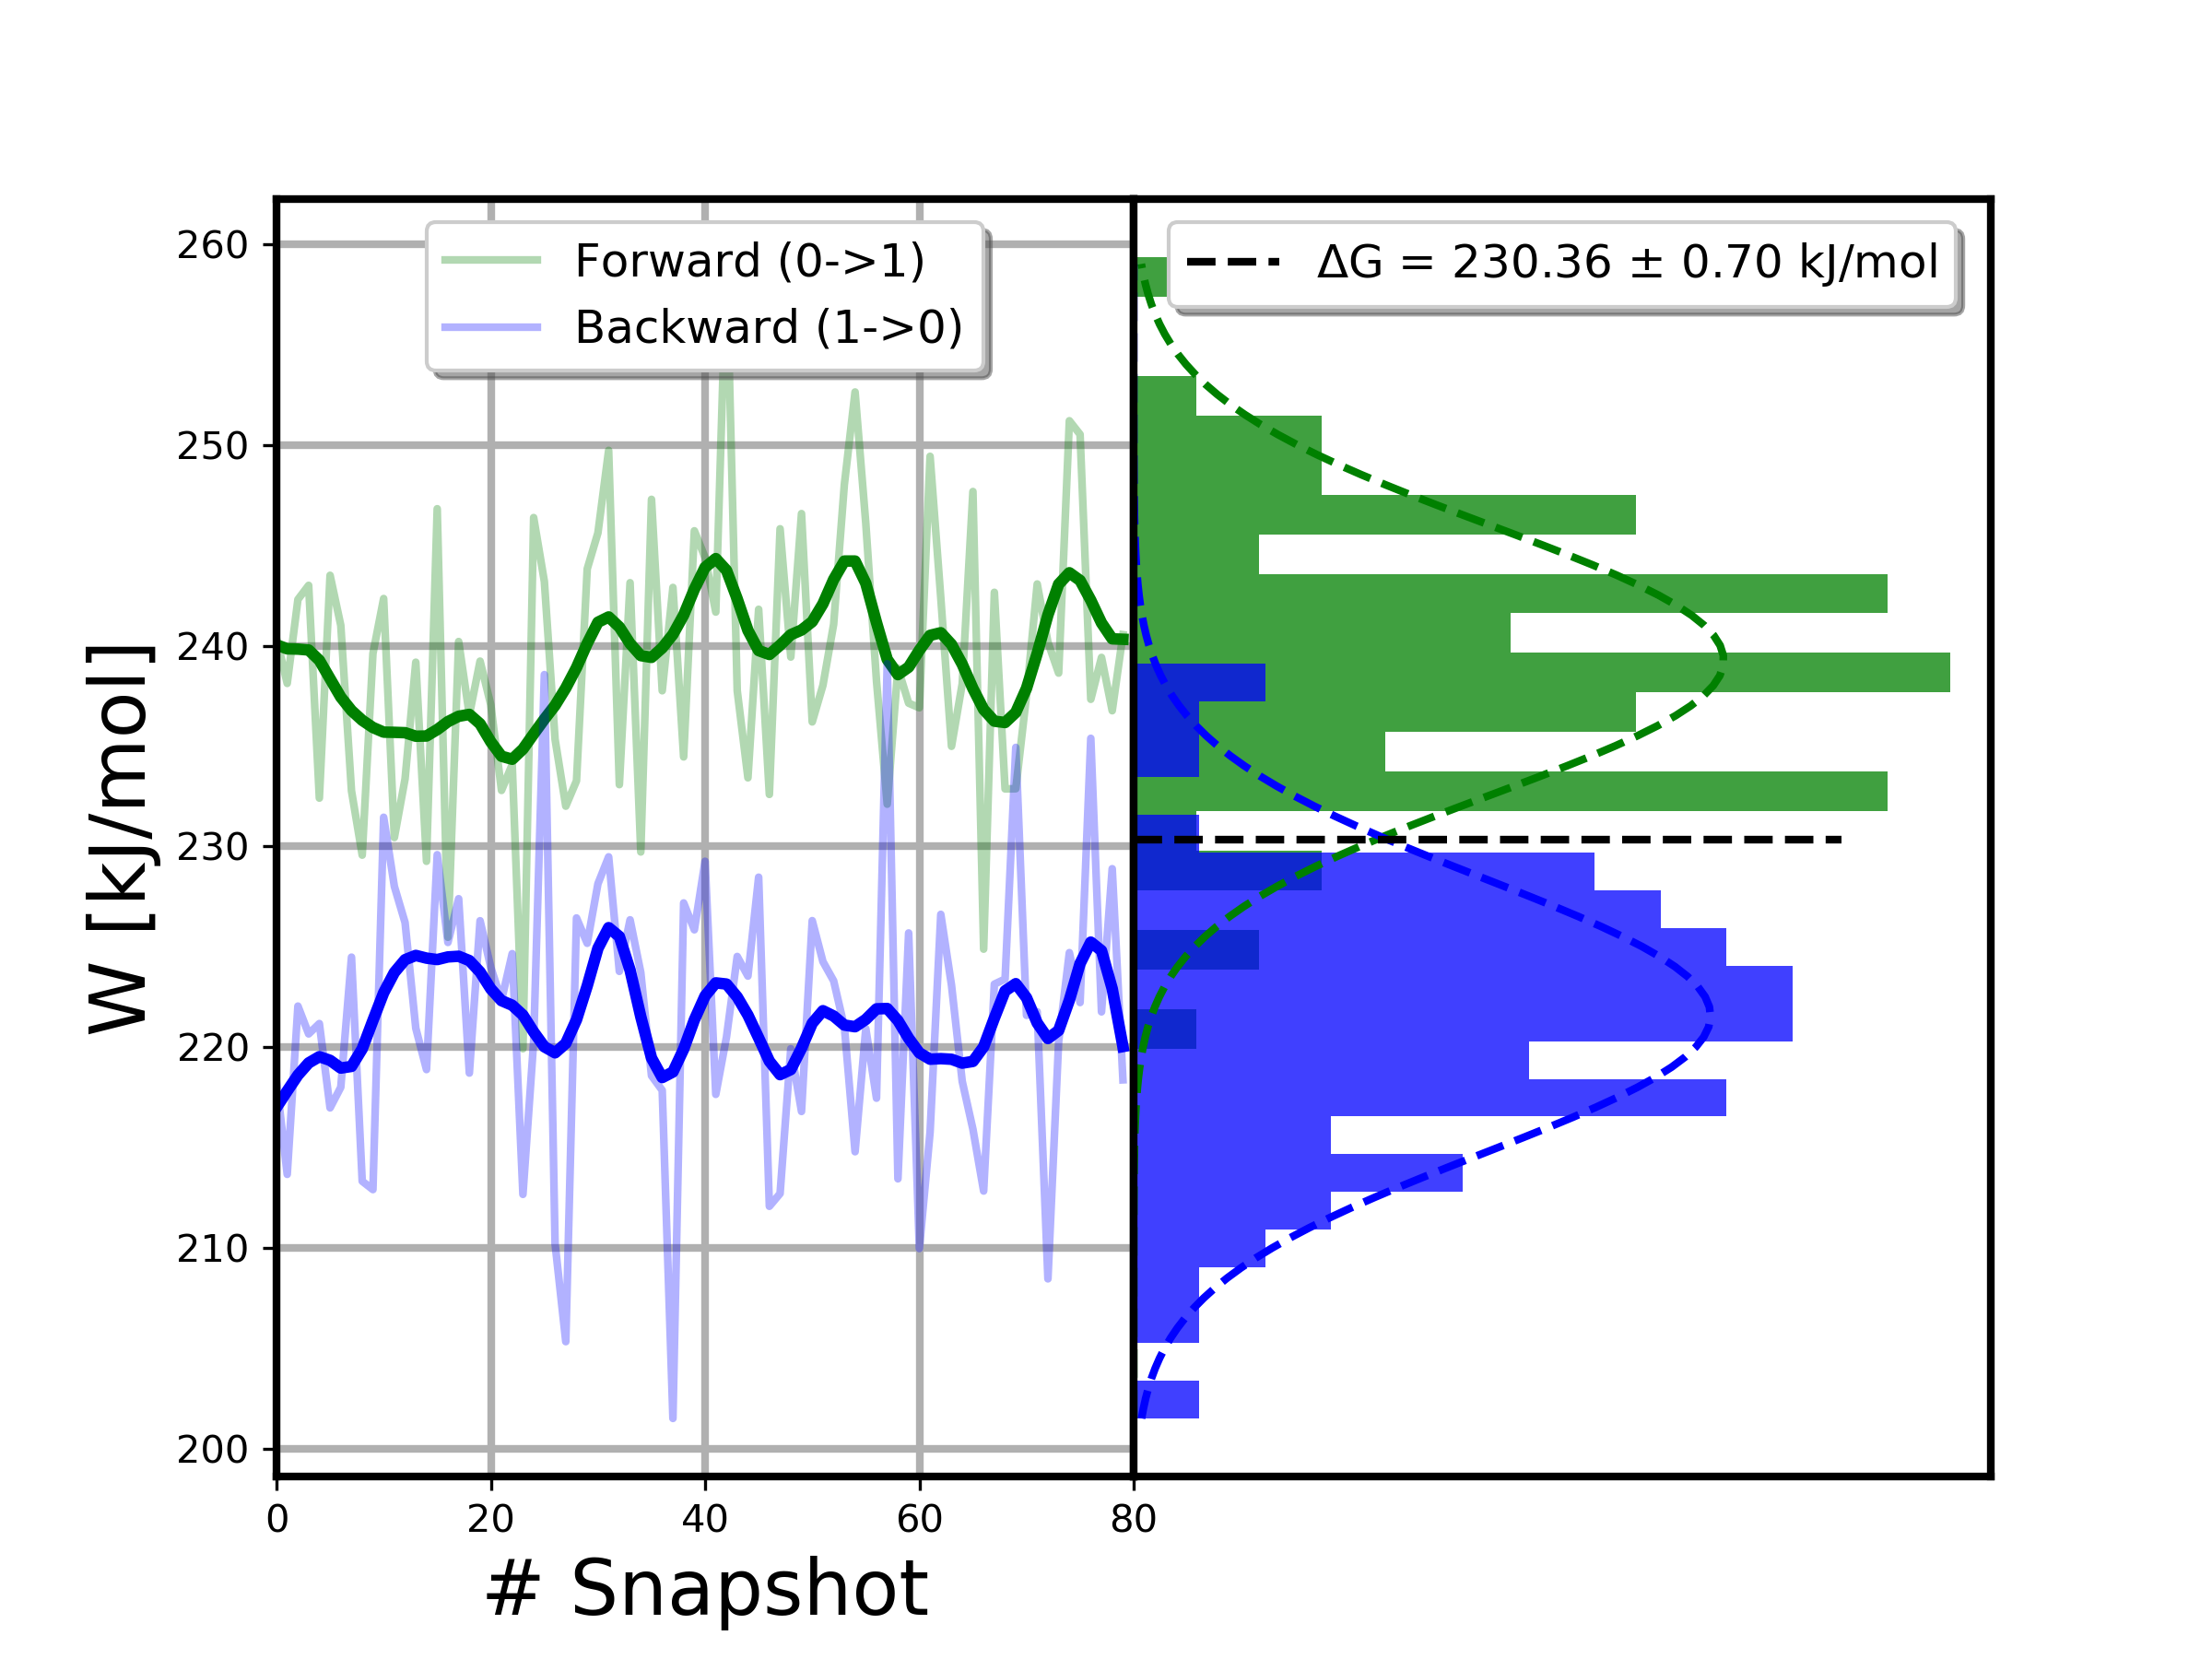 Forward (0->1)
Backward (1->0)
ΔG = 230.36 ± 0.70 kJ/mol
W [kJ/mol]
260
250
240
230
220
210
200
0 20 40 60 80
# Snapshot